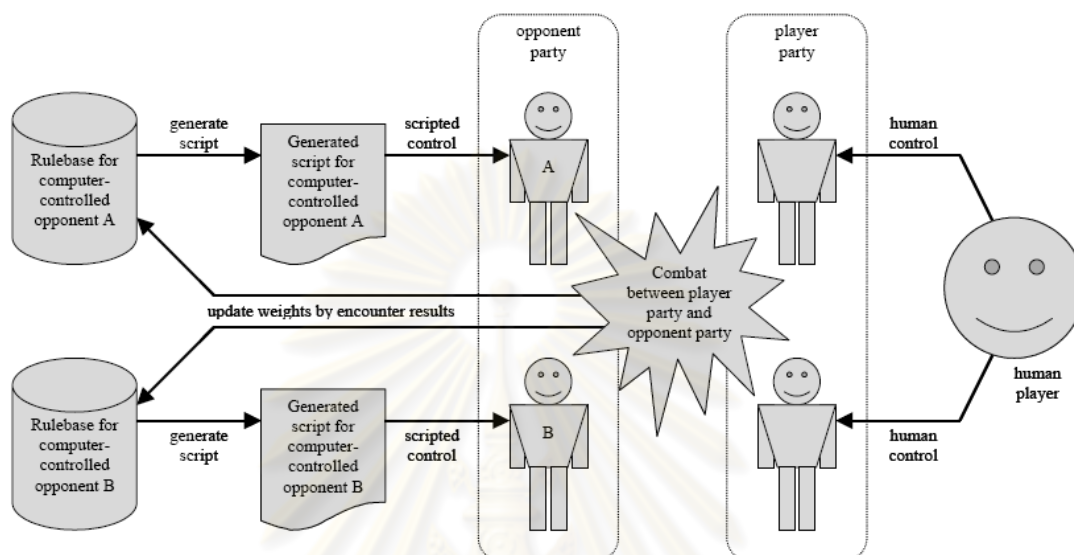 opponent
party
player
party
generate
script
scripted
control
human
control
Rulebase for
computer-
controlled
opponent A
Generated
script for
computer-
controlled
opponent A
A
Combat
between player
party and
opponent party
update weights by encounter results
human
player
Rulebase for
computer-
controlled
opponent B
generate
script
Generated
script for
computer-
controlled
opponent B
scripted
control
B
human
control